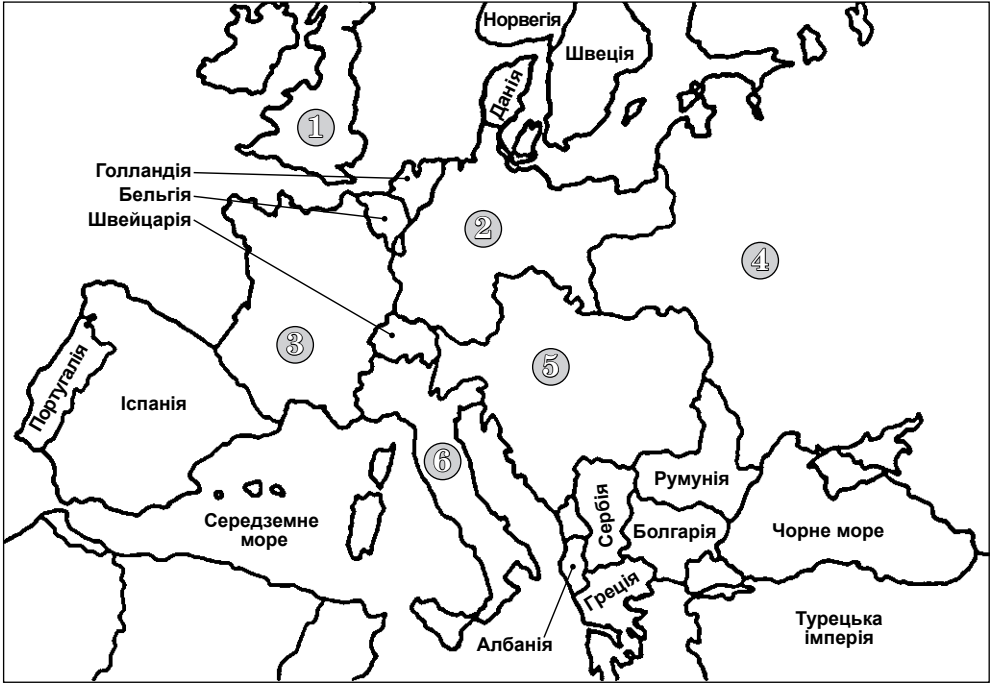 Норвегія
Швеція
Данія
1
Голландія
Бельгія
Швейцарія
2
4
3
5
Португалія
Іспанія
6
Румунія
Сербія
Середземне
море
Болгарія
Чорне море
Греція
Албанія
Турецька
імперія